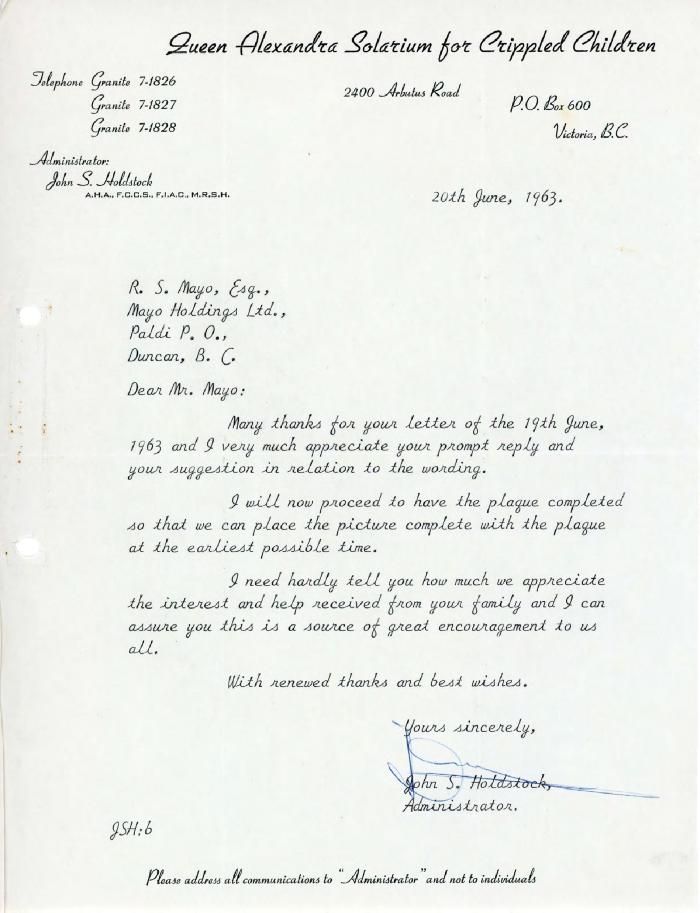 Queen Alexandra Solarium for Crippled Children
Telephone Granite 7-1826
Granite 7-1827
Granite 7-1828
2400 Arbutus Road
P.O. Box 600
Victoria, B.C.
Administrator:
John S. Holdstock
A.H.A., F.C.C.S., F.I.A.C., M.R.S.H.
20th June, 1963.
R. S. Mayo, Esq.,
Mayo Holdings Ltd.,
Paldi P. O.,
Duncan, B. C.
Dear Mr. Mayo:
Many thanks for your letter of the 19th June,
1963 and I very much appreciate your prompt reply and
your suggestion in relation to the wording.
I will now proceed to have the plague completed
so that we can place the picture complete with the plague
at the earliest possible time.
I need hardly tell you how much we appreciate
the interest and help received from your family and I can
assure you this is a source of great encouragement to us
all.
With renewed thanks and best wishes.
Yours sincerely,
John S. Holdstock,
Administrator.
JSH:b
Please address all communications to "Administrator" and not to individuals